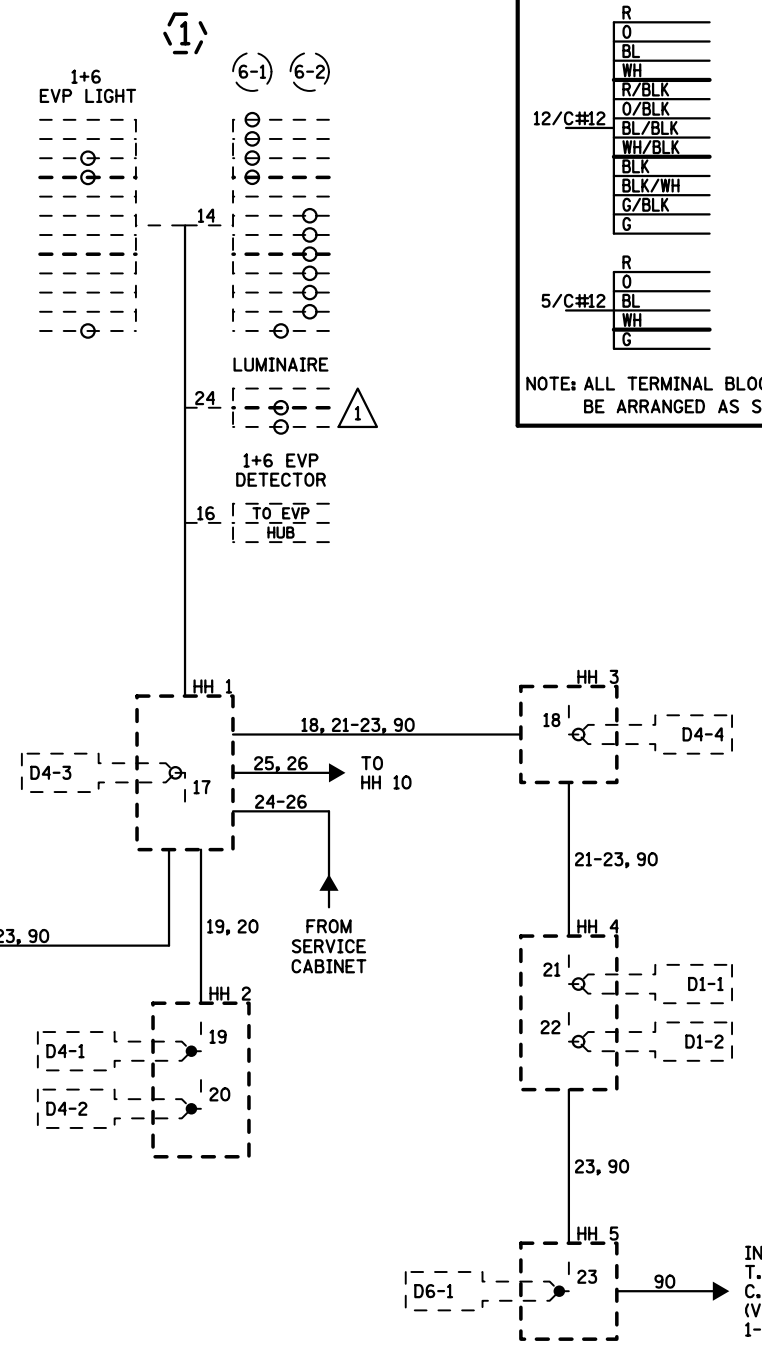 1
1+6
EVP LIGHT
6-1
6-2
14
LUMINAIRE
24
1
1+6 EVP
DETECTOR
16
TO EVP
HUB
R
O
BL
WH
R/BLK
O/BLK
12/C#12
BL/BLK
WH/BLK
BLK
BLK/WH
G/BLK
G
R
O
5/C#12
BL
WH
G
NOTE: ALL TERMINAL BLOC
BE ARRANGED AS S
HH 1
18, 21-23, 90
HH 3
18
D4-4
D4-3
17
25, 26
TO
HH 10
24-26
FROM
SERVICE
CABINET
23, 90
19, 20
21-23, 90
HH 2
D4-1
19
D4-2
20
HH 4
21
D1-1
22
D1-2
23, 90
HH 5
D6-1
23
90
IN
T.
C.
(V
1-